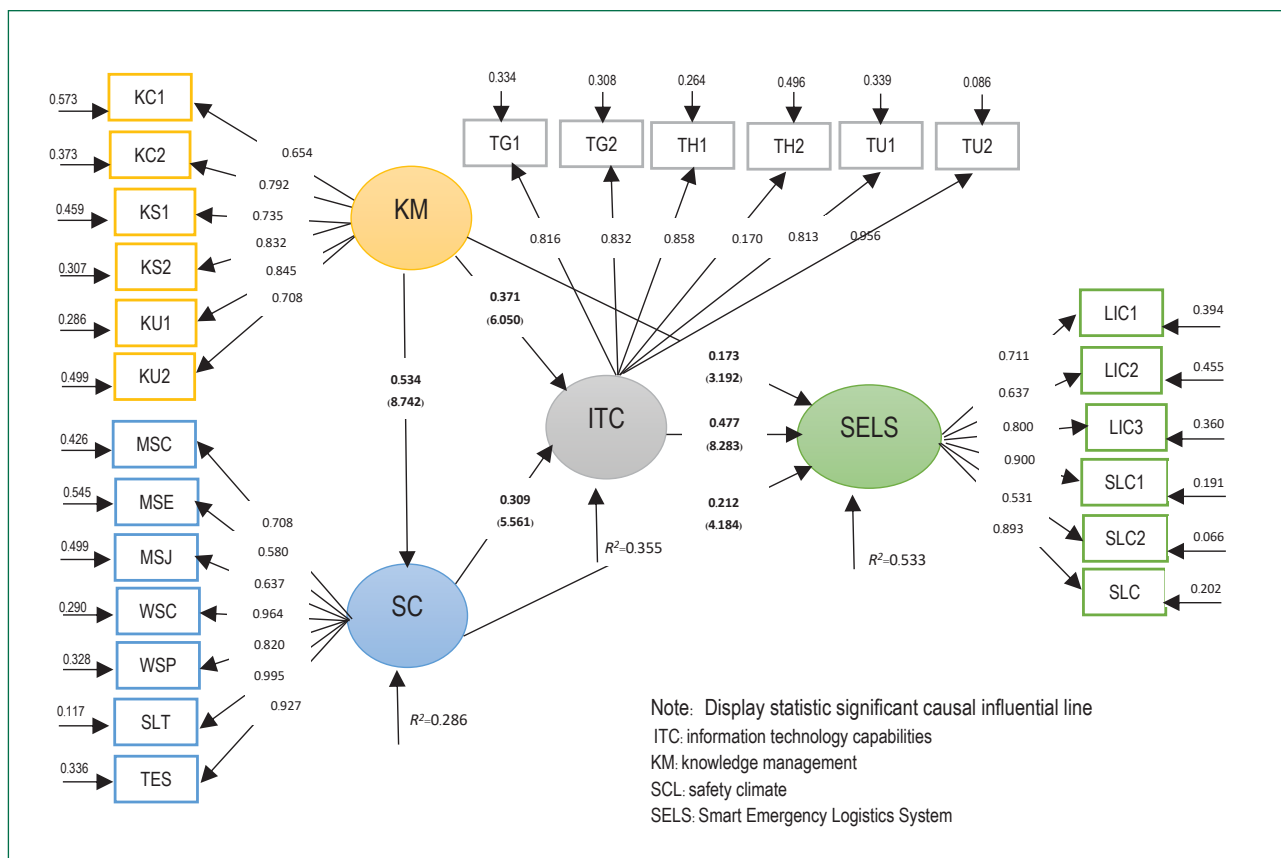 0.573
KC1
0.654
0.373
KC2
0.792
0.459
KS1
0.735
0.307
KS2
0.832
0.286
KU1
0.845
0.499
KU2
0.708
KM
0.334
0.308
0.264
0.496
0.339
0.086
TG1
TG2
TH1
TH2
TU1
TU2
0.816
0.832
0.858
0.170
0.813
0.956
0.371
(6.050)
0.534
(8.742)
0.309
(5.561)
ITC
R²=0.355
0.173
(3.192)
0.477
(8.283)
0.212
(4.184)
SELS
R²=0.533
0.711
LIC1
0.394
0.637
LIC2
0.455
0.800
LIC3
0.360
0.900
SLC1
0.191
0.531
SLC2
0.066
0.893
SLC
0.202
0.426
MSC
0.708
0.545
MSE
0.580
0.499
MSJ
0.637
0.290
WSC
0.964
0.328
WSP
0.820
0.117
SLT
0.995
0.336
TES
0.927
SC
R²=0.286
Note: Display statistic significant causal influential line
ITC: information technology capabilities
KM: knowledge management
SCL: safety climate
SELS: Smart Emergency Logistics System